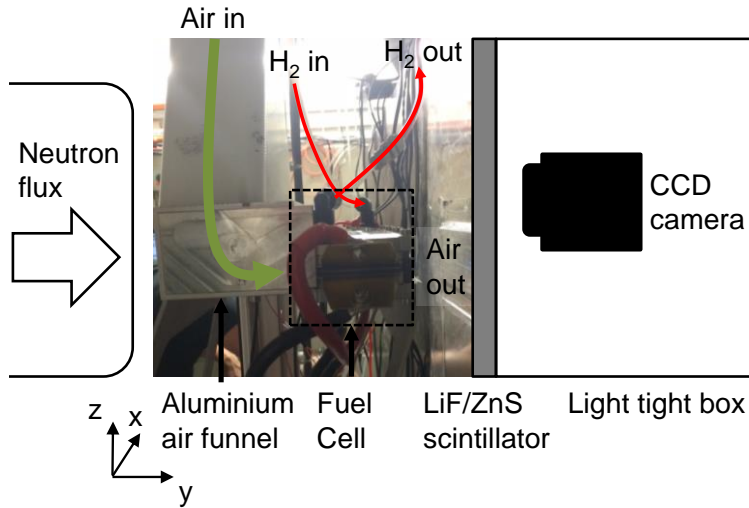 Air in
H₂ in
H₂ out
Neutron
flux
CCD
camera
Air
out
Aluminium
air funnel
Fuel
Cell
LiF/ZnS
scintillator
Light tight box
z
x
y